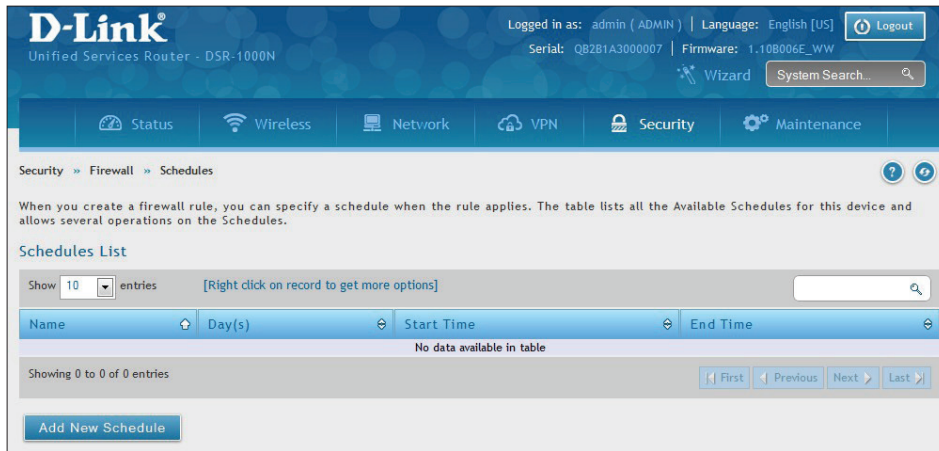 D-Link
Unified Services Router - DSR-1000N
Logged in as: admin ( ADMIN ) | Language: English [US]
Logout
Serial: QB2B1A3000007 | Firmware: 1.10B006E_WW
Wizard
System Search...
Status Wireless Network VPN Security Maintenance
Security » Firewall » Schedules
?
When you create a firewall rule, you can specify a schedule when the rule applies. The table lists all the Available Schedules for this device and
allows several operations on the Schedules.
Schedules List
Show 10 entries [Right click on record to get more options]
Name Day(s) Start Time End Time
No data available in table
Showing 0 to 0 of 0 entries
First Previous Next Last
Add New Schedule